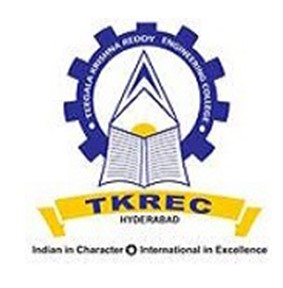 TEEGALA KRISHNA REDDY ENGINEERING COLLEGE
TKREC
HYDERABAD
Indian in Character International in Excellence